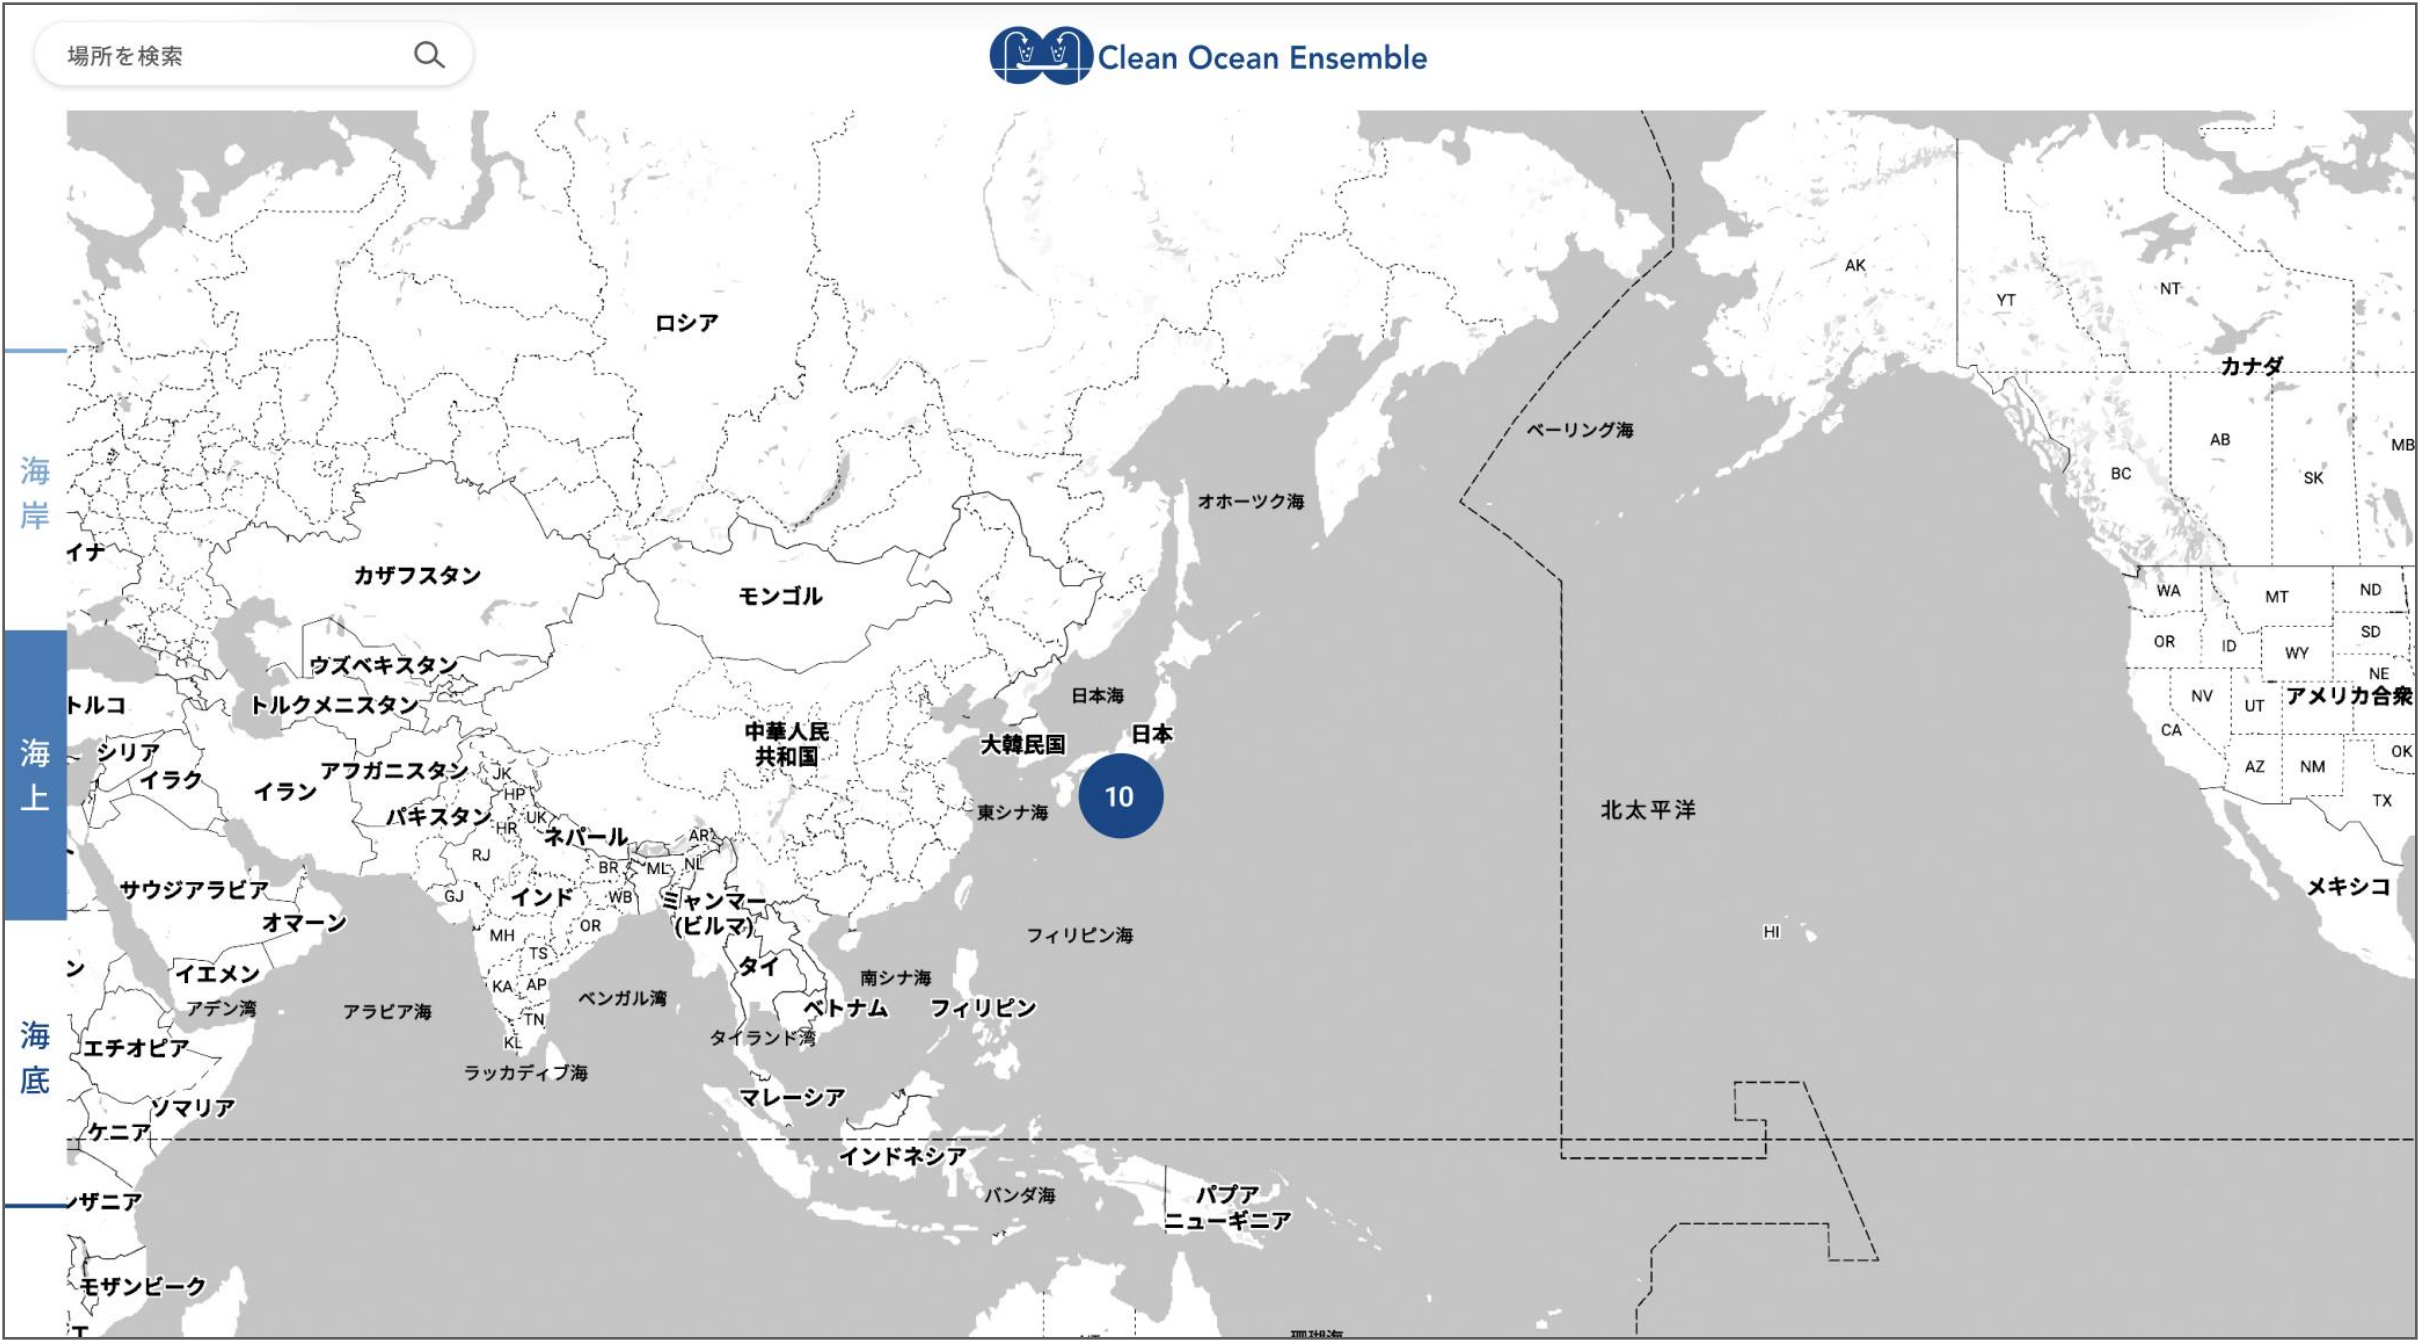 場所を検索
Clean Ocean Ensemble
海岸
海上
海底
ロシア
AK
YT
NT
カナダ
ベーリング海
オホーツク海
AB
MB
BC
SK
イナ
カザフスタン
モンゴル
WA
MT
ND
OR
ID
SD
WY
NE
ウズベキスタン
トルコ
トルクメニスタン
日本海
NV
UT
アメリカ合衆
CA
シリア
中華人民
共和国
大韓民国
日本
イラク
イラン
アフガニスタン
JK
HP
AZ
NM
OK
10
TX
パキスタン
HR
UK
ネパール
AR
東シナ海
北太平洋
RJ
BR
ML
NL
サウジアラビア
GJ
インド
WB
ミャンマー
(ビルマ)
メキシコ
オマーン
MH
OR
フィリピン海
HI
TS
ン
イエメン
タイ
南シナ海
KA
AP
アデン湾
アラビア海
ベンガル湾
ベトナム
フィリピン
TN
KL
タイランド湾
エチオピア
ラッカディブ海
マレーシア
ソマリア
ケニア
インドネシア
バンダ海
パプア
ニューギニア
ンザニア
モザンビーク
珊瑚海